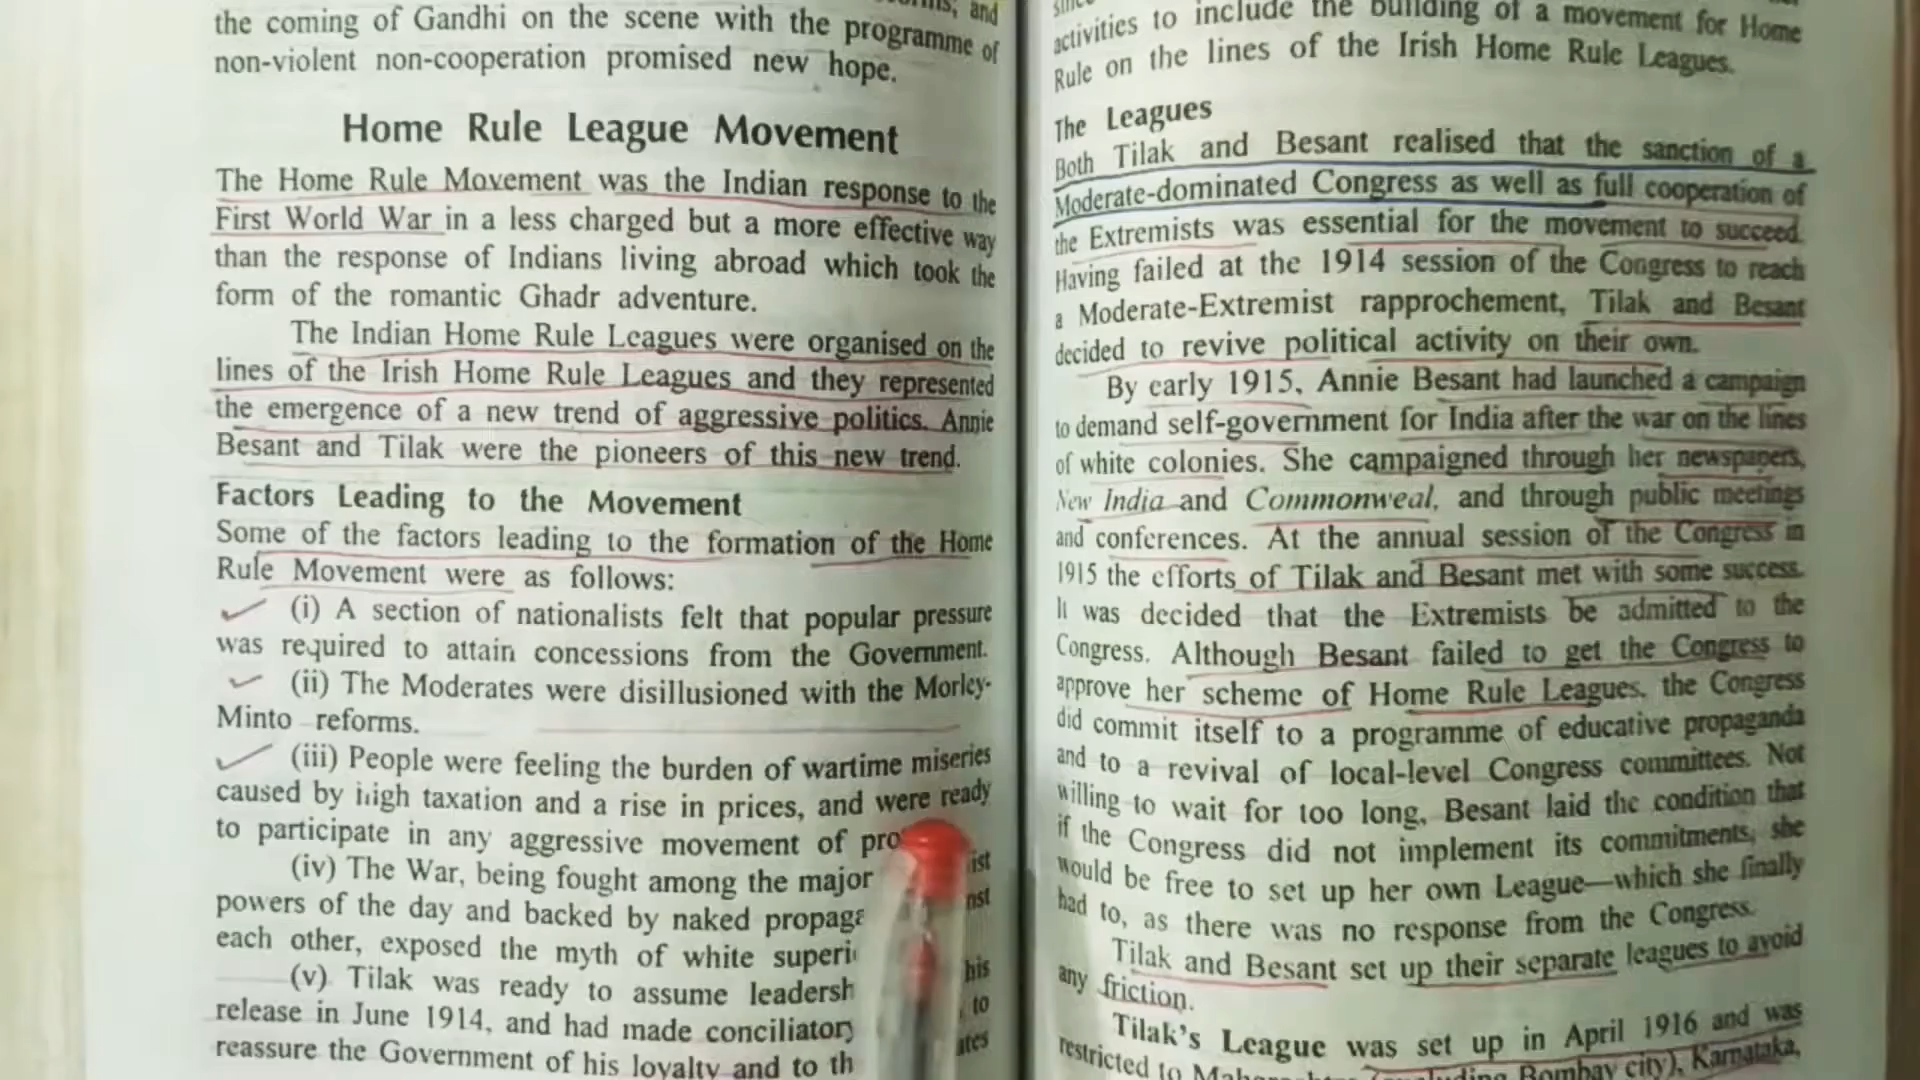 and
the coming of Gandhi on the scene with the programme of
non-violent non-cooperation promised new hope.
Home Rule League Movement
The Home Rule Movement was the Indian response to the
First World War in a less charged but a more effective way
than the response of Indians living abroad which took the
form of the romantic Ghadr adventure.
The Indian Home Rule Leagues were organised on the
lines of the Irish Home Rule Leagues and they represented
the emergence of a new trend of aggressive politics. Annie
Besant and Tilak were the pioneers of this new trend.
Factors Leading to the Movement
Some of the factors leading to the formation of the Home
Rule Movement were as follows:
(i) A section of nationalists felt that popular pressure
was required to attain concessions from the Government.
(ii) The Moderates were disillusioned with the Morley-
Minto reforms.
(iii) People were feeling the burden of wartime miseries
caused by high taxation and a rise in prices, and were ready
to participate in any aggressive movement of pro
(iv) The War, being fought among the major ist
powers of the day and backed by naked propaga nst
each other, exposed the myth of white superi
(v) Tilak was ready to assume leadersh his
release in June 1914, and had made conciliatory , to
reassure the Government of his loyalty and to th ates
activities to include the building of a movement for Home
Rule on the lines of the Irish Home Rule Leagues.
The Leagues
Both Tilak and Besant realised that the sanction of a
Moderate-dominated Congress as well as full cooperation of
the Extremists was essential for the movement to succeed.
Having failed at the 1914 session of the Congress to reach
a Moderate-Extremist rapprochement, Tilak and Besant
decided to revive political activity on their own.
By early 1915, Annie Besant had launched a campaign
to demand self-government for India after the war on the lines
of white colonies. She campaigned through her newspapers,
New India and Commonweal, and through public meetings
and conferences. At the annual session of the Congress in
1915 the efforts of Tilak and Besant met with some success.
It was decided that the Extremists be admitted to the
Congress. Although Besant failed to get the Congress to
approve her scheme of Home Rule Leagues, the Congress
did commit itself to a programme of educative propaganda
and to a revival of local-level Congress committees. Not
willing to wait for too long, Besant laid the condition that
if the Congress did not implement its commitments, she
would be free to set up her own League—which she finally
had to, as there was no response from the Congress.
Tilak and Besant set up their separate leagues to avoid
any friction.
Tilak's League was set up in April 1916 and was
restricted to Maharashtra (excluding Bombay city), Karnataka,